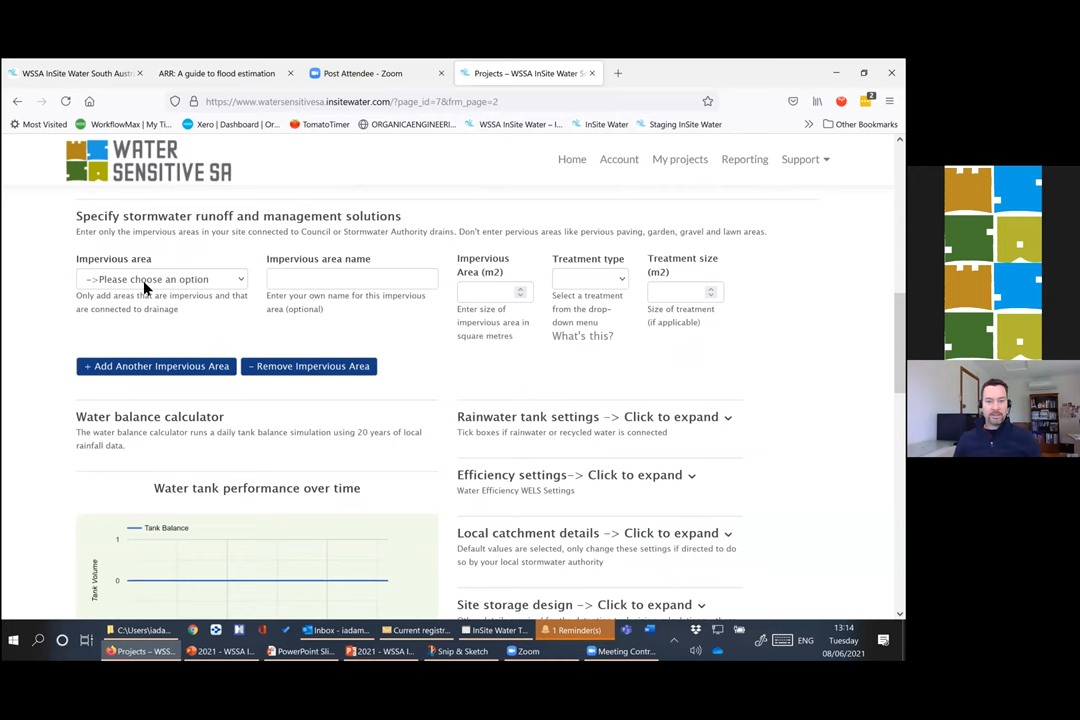 WSSA InSite Water South Austr
ARR: A guide to flood estimation
Post Attendee - Zoom
Projects – WSSA InSite Water S
https://www.watersensitivesa.insitewater.com/?page_id=7&frm_page=2
2
Most Visited
WorkflowMax | My Ti...
Xero | Dashboard | Or...
TomatoTimer
ORGANICAENGINEERI...
WSSA InSite Water – I...
InSite Water
Staging InSite Water
Other Bookmarks
WATER
SENSITIVE SA
Home
Account
My projects
Reporting
Support
Specify stormwater runoff and management solutions
Enter only the impervious areas in your site connected to Council or Stormwater Authority drains. Don't enter pervious areas like pervious paving, garden, gravel and lawn areas.
Impervious area
->Please choose an option
Only add areas that are impervious and that
are connected to drainage
Impervious area name
Enter your own name for this impervious
area (optional)
Impervious
Area (m2)
Enter size of
impervious area in
square metres
Treatment type
Select a treatment
from the drop-
down menu
What's this?
Treatment size
(m2)
Size of treatment
(if applicable)
+ Add Another Impervious Area
- Remove Impervious Area
Water balance calculator
The water balance calculator runs a daily tank balance simulation using 20 years of local
rainfall data.
Water tank performance over time
Tank Balance
1
0
Tank Volume
Rainwater tank settings -> Click to expand
Tick boxes if rainwater or recycled water is connected
Efficiency settings-> Click to expand
Water Efficiency WELS Settings
Local catchment details -> Click to expand
Default values are selected, only change these settings if directed to do
so by your local stormwater authority
Site storage design -> Click to expand
C:\Users\iada...
Inbox - iadam...
Current registr...
InSite Water T...
1 Reminder(s)
ENG
13:14
Tuesday
08/06/2021
Projects – WSS...
2021 - WSSA I...
PowerPoint Sli...
2021 - WSSA I...
Snip & Sketch
Zoom
Meeting Contr...